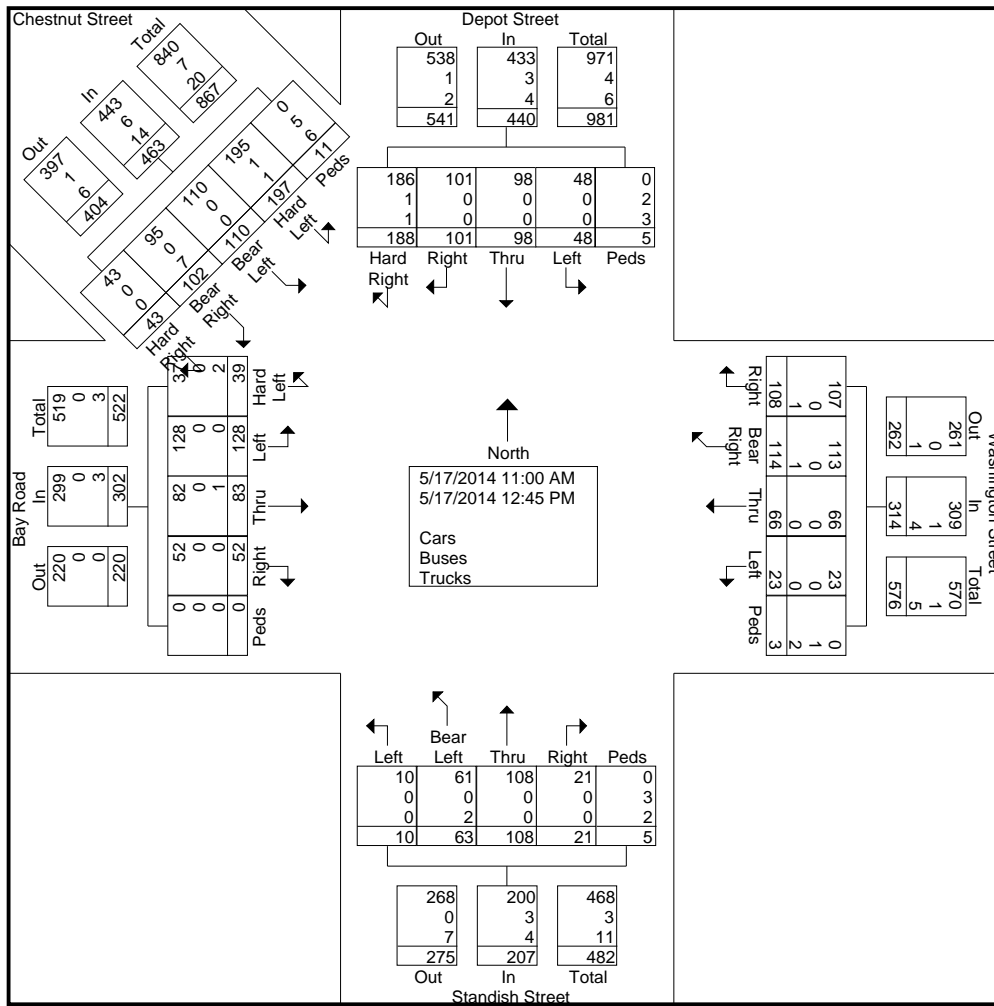 Chestnut Street
Depot Street
Out In Total
538 433 971
1 3 4
2 4 6
541 440 981
186 101 98 48 0
1 0 0 0 2
1 0 0 0 3
188 101 98 48 5
Hard Right Thru Left Peds
Right
Out In Total
397 443 840
1 6 7
6 14 20
404 463 867
43 95 110 195 0
0 0 0 1 5
0 7 0 1 6
43 102 110 197 11
Hard Bear Bear Hard Peds
Right Right Left Left
Bay Road
Total In Out
519 299 220
0 0 0
3 3 0
522 302 220
37 128 82 52 0
0 0 0 0 0
2 0 1 0 0
39 128 83 52 0
Hard Left Thru Right Peds
Left
North
5/17/2014 11:00 AM
5/17/2014 12:45 PM
Cars
Buses
Trucks
Washington Street
Out In Total
261 309 570
0 1 1
1 4 5
262 314 576
107 113 66 23 0
0 0 0 0 1
1 1 0 0 2
108 114 66 23 3
Right Bear Thru Left Peds
Right
Bear
Left Left Thru Right Peds
10 61 108 21 0
0 0 0 0 3
0 2 0 0 2
10 63 108 21 5
268 200 468
0 3 3
7 4 11
275 207 482
Out In Total
Standish Street